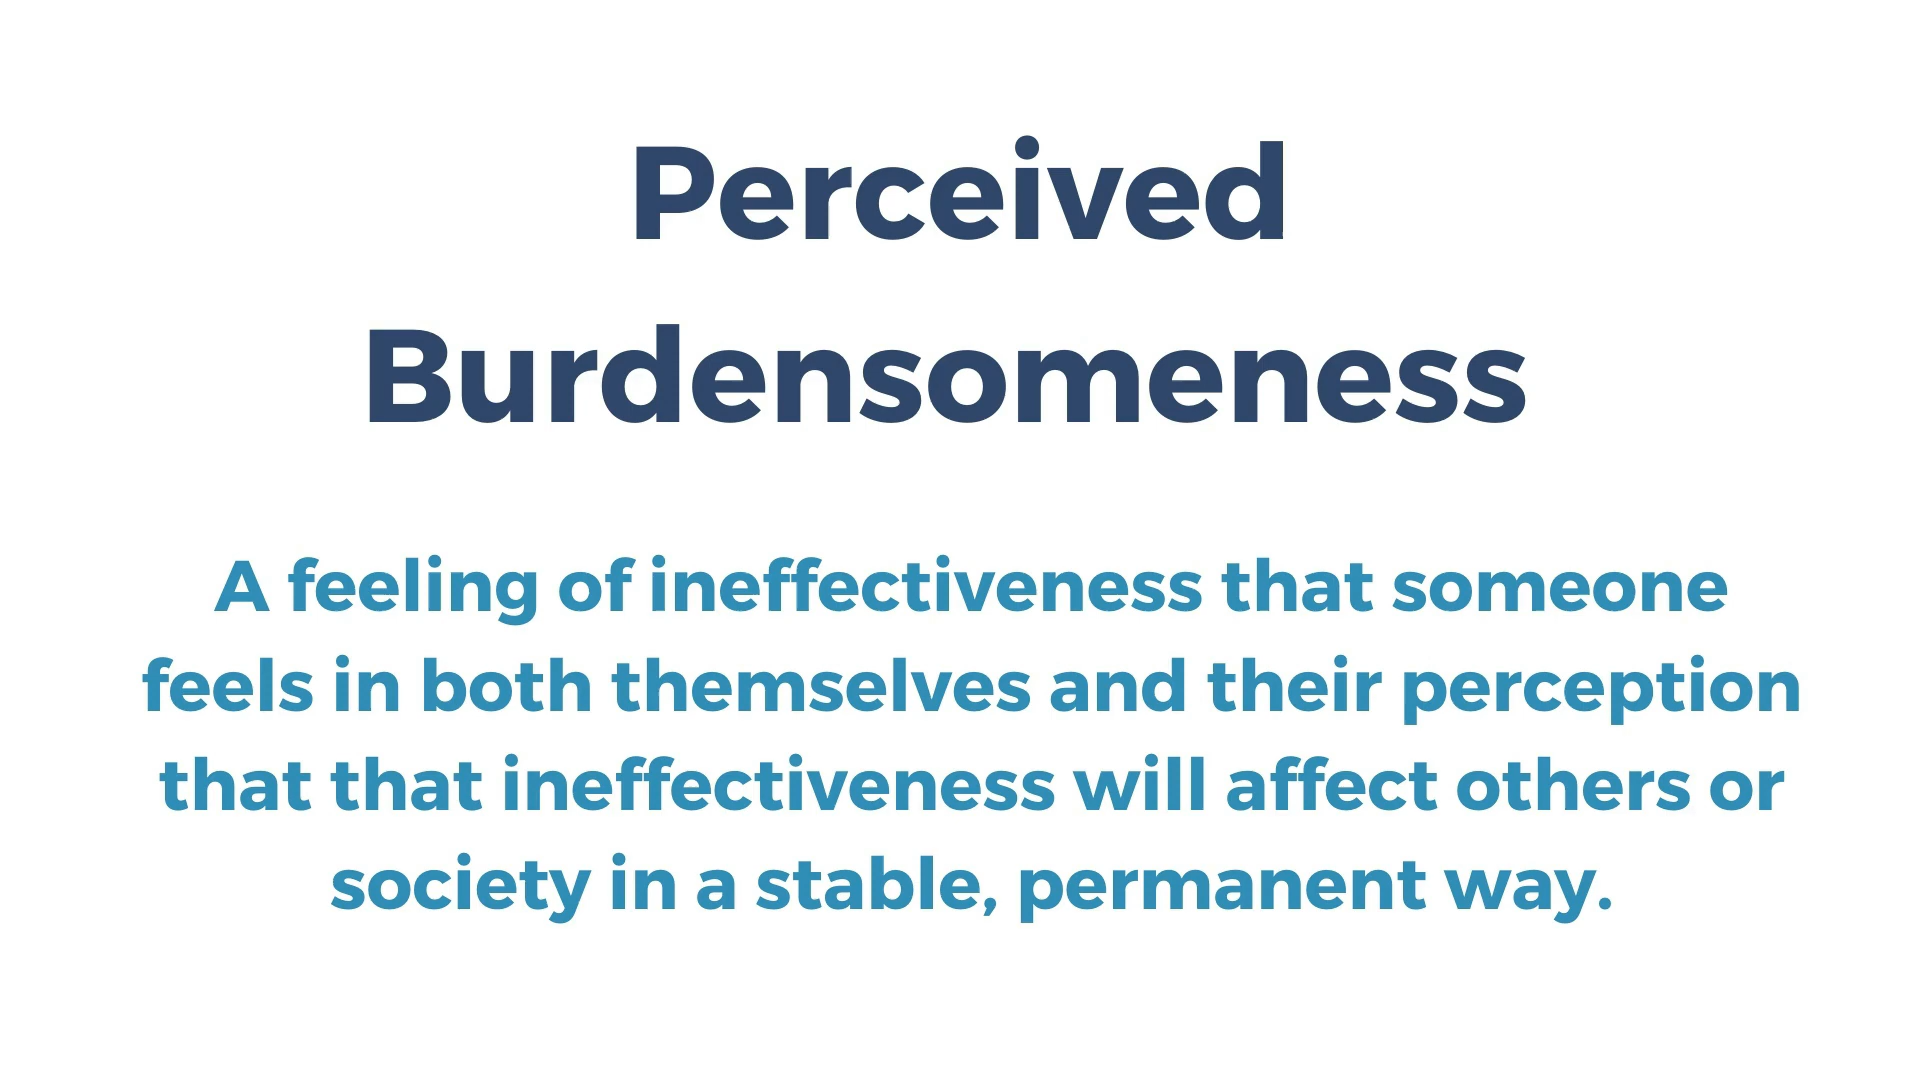 Perceived
Burdensomeness
A feeling of ineffectiveness that someone
feels in both themselves and their perception
that that ineffectiveness will affect others or
society in a stable, permanent way.